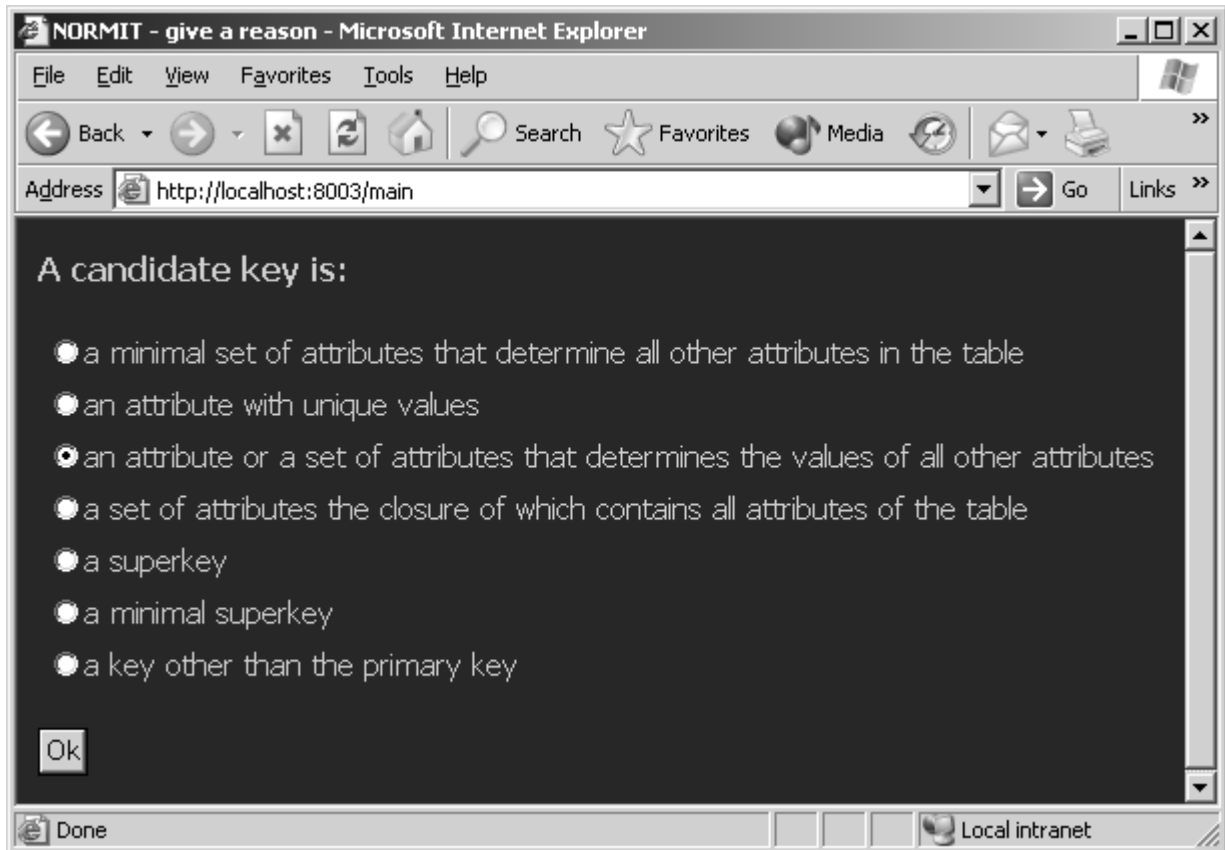 NORMIT - give a reason - Microsoft Internet Explorer
File Edit View Favorites Tools Help
Back Search Favorites Media »
Address http://localhost:8003/main Go Links »
A candidate key is:
a minimal set of attributes that determine all other attributes in the table
an attribute with unique values
an attribute or a set of attributes that determines the values of all other attributes
a set of attributes the closure of which contains all attributes of the table
a superkey
a minimal superkey
a key other than the primary key
Ok
Done Local intranet